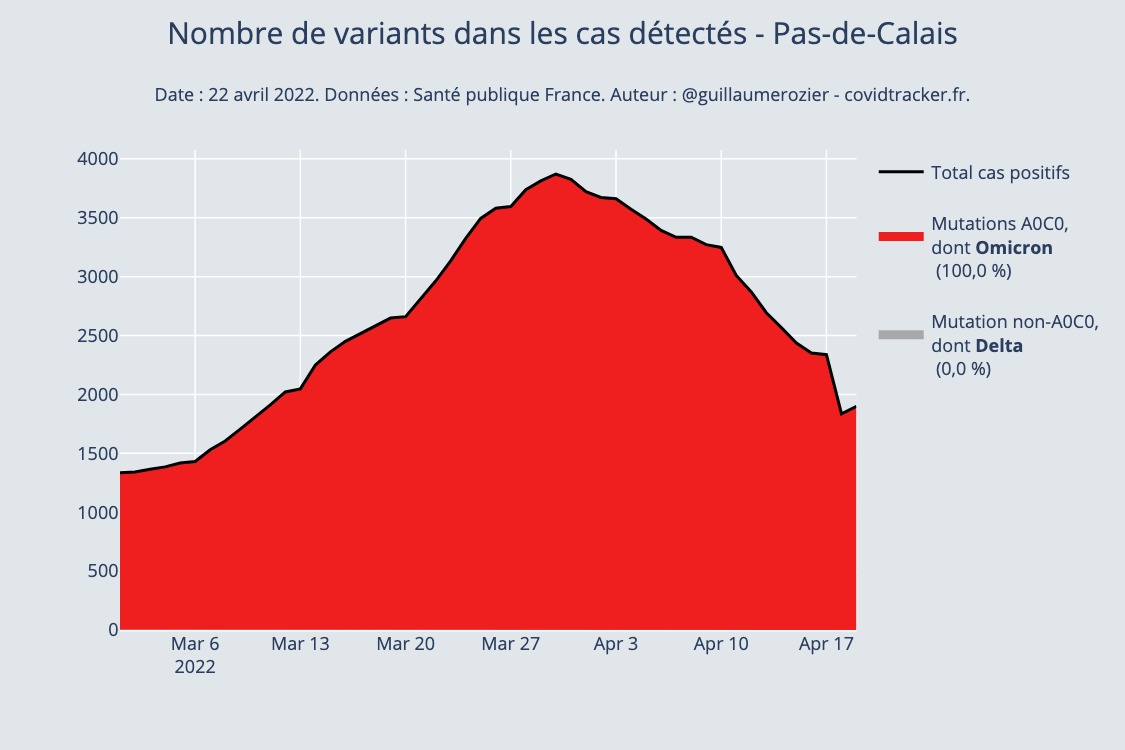 Nombre de variants dans les cas détectés - Pas-de-Calais
Date : 22 avril 2022. Données : Santé publique France. Auteur : @guillaumerozier - covidtracker.fr.
4000
3500
3000
2500
2000
1500
1000
500
0
Mar 6
2022
Mar 13
Mar 20
Mar 27
Apr 3
Apr 10
Apr 17
Total cas positifs
Mutations A0C0,
dont Omicron
(100,0 %)
Mutation non-A0C0,
dont Delta
(0,0 %)